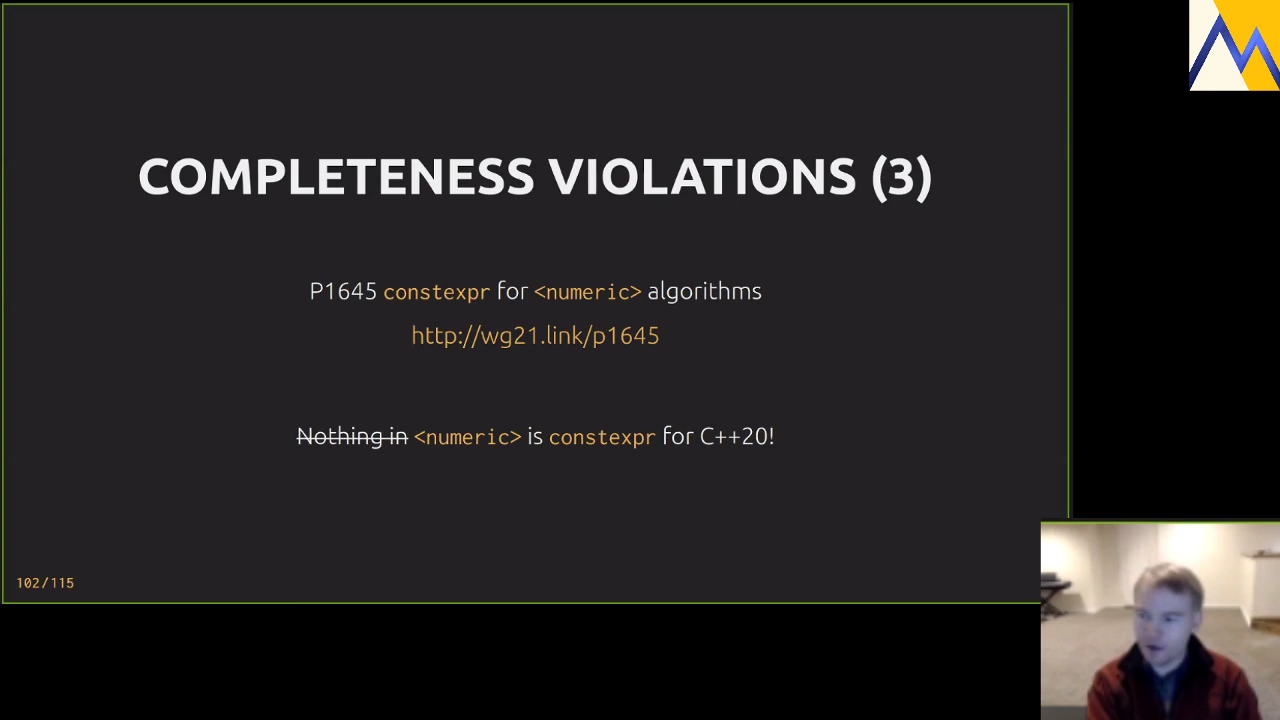 COMPLETENESS VIOLATIONS (3)
P1645 constexpr for <numeric> algorithms
http://wg21.link/p1645
Nothing in <numeric> is constexpr for C++20!
102/115